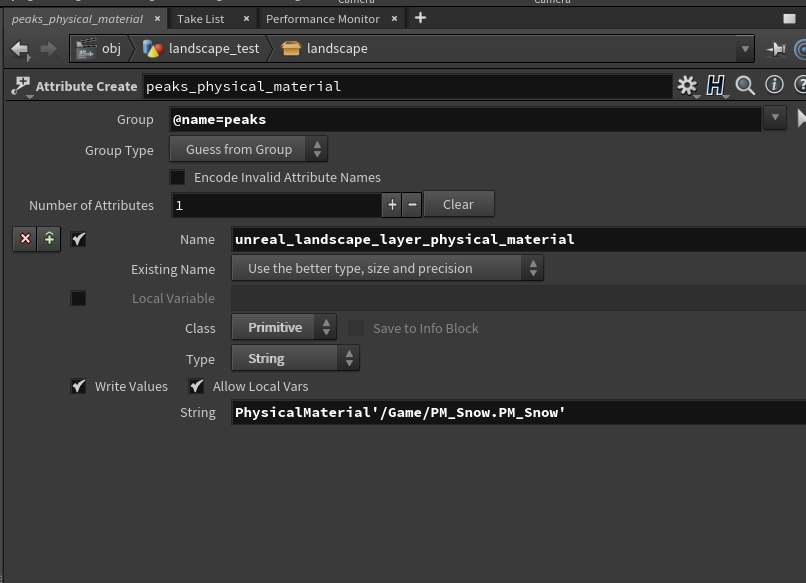 peaks_physical_material × Take List × Performance Monitor × +
obj landscape_test landscape
Attribute Create peaks_physical_material
Group @name=peaks
Group Type Guess from Group
Encode Invalid Attribute Names
Number of Attributes 1 + - Clear
Name unreal_landscape_layer_physical_material
Existing Name Use the better type, size and precision
Local Variable
Class Primitive Save to Info Block
Type String
Write Values Allow Local Vars
String PhysicalMaterial'/Game/PM_Snow.PM_Snow'